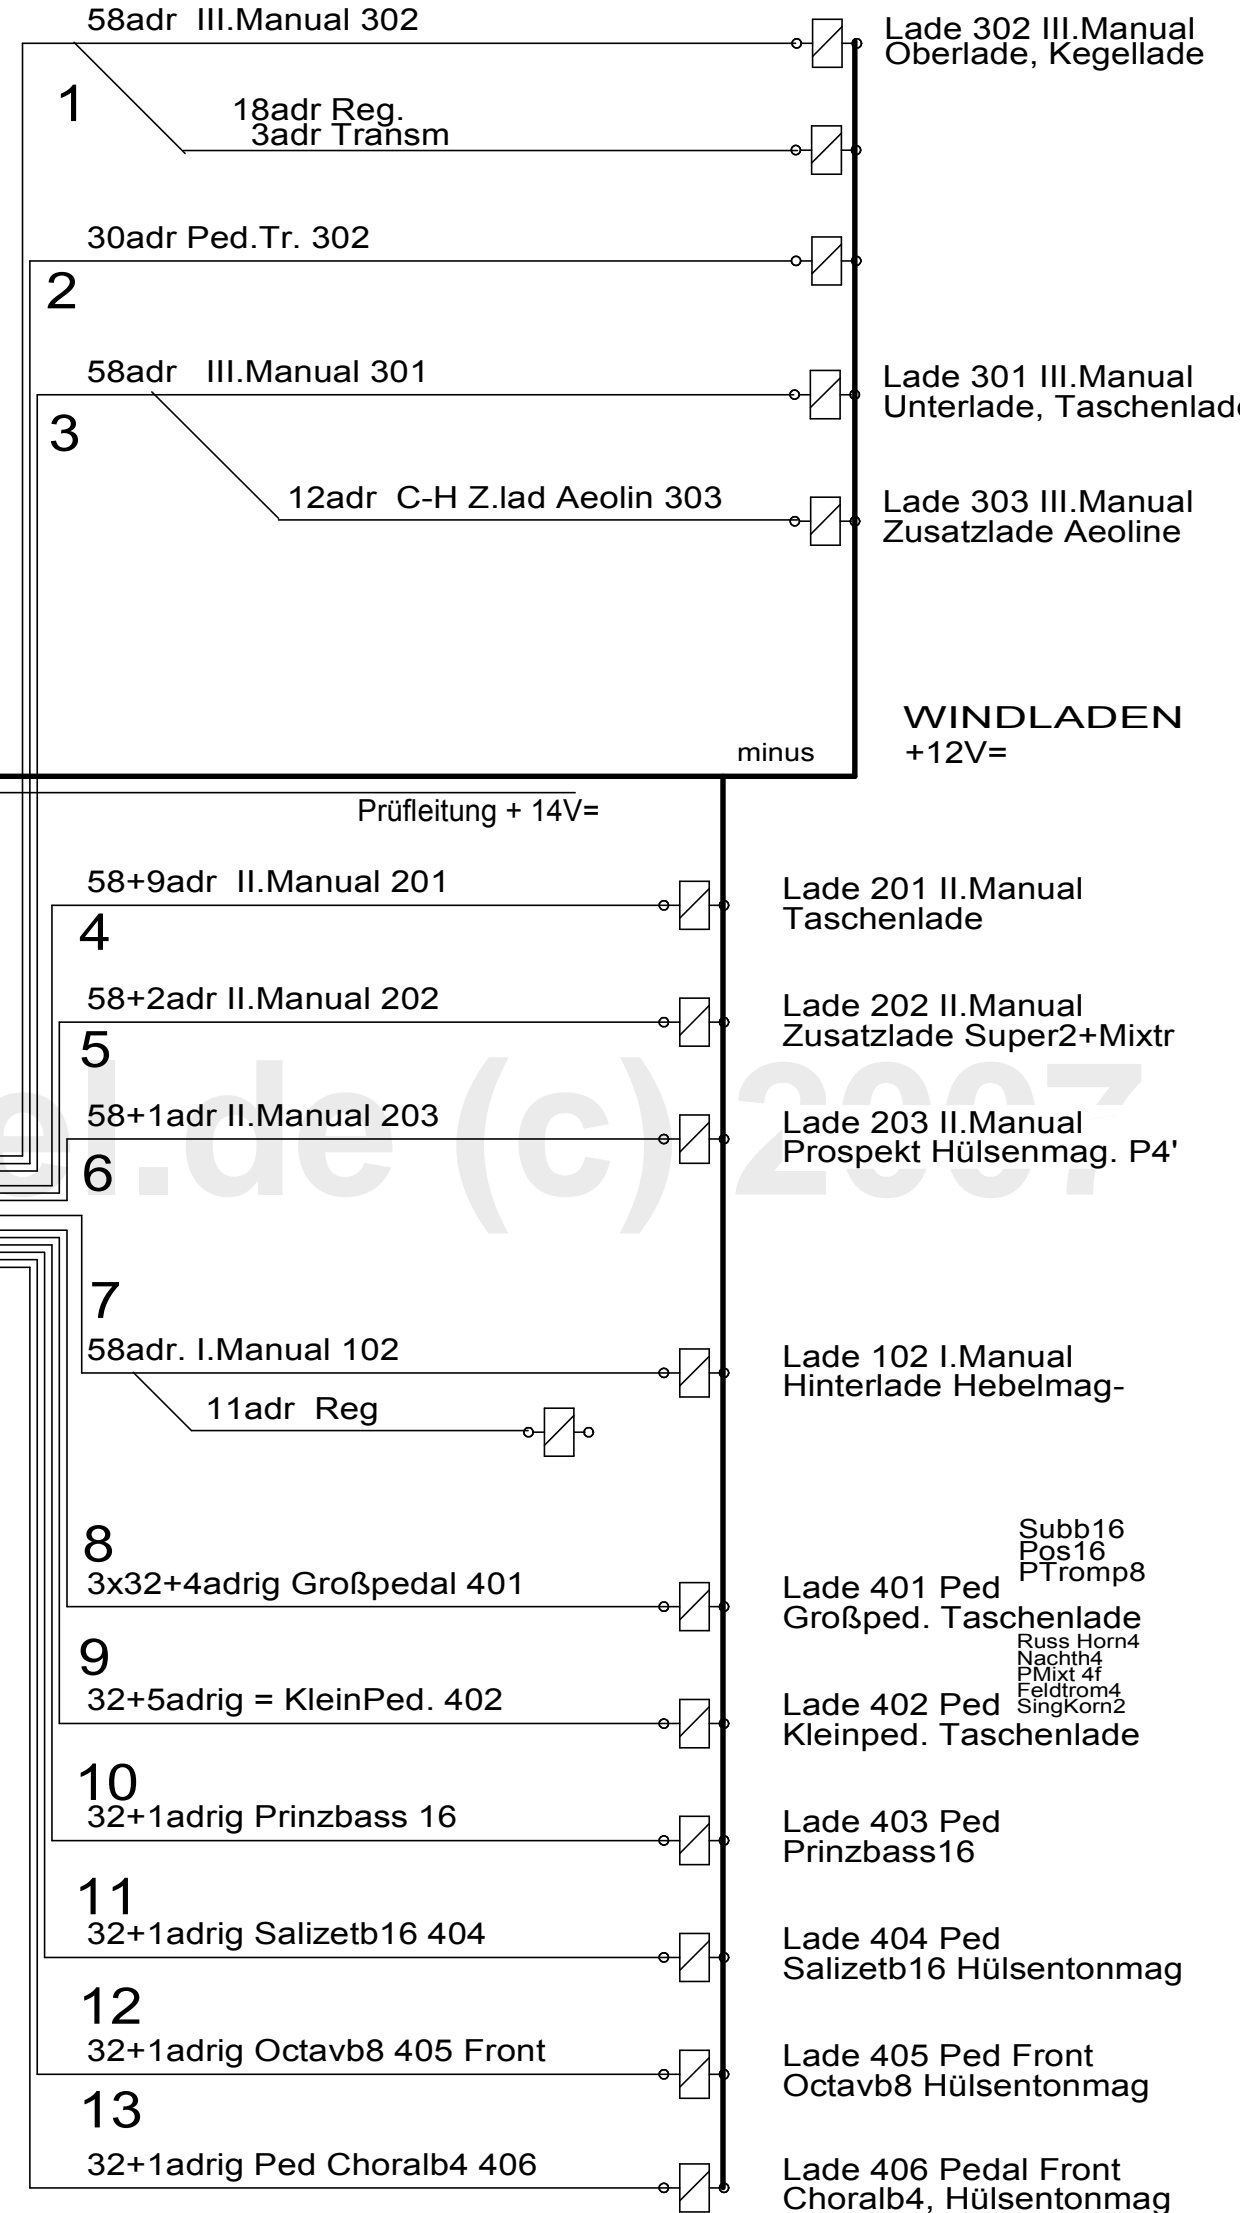 58adr III.Manual 302
Lade 302 III.Manual
Oberlade, Kegellade
1
18adr Reg.
3adr Transm
30adr Ped.Tr. 302
2
58adr III.Manual 301
Lade 301 III.Manual
Unterlade, Taschenlade
3
12adr C-H Z.lad Aeolin 303
Lade 303 III.Manual
Zusatzlade Aeoline
WINDLADEN
minus
+12V=
Prüfleitung + 14V=
58+9adr II.Manual 201
Lade 201 II.Manual
Taschenlade
4
58+2adr II.Manual 202
Lade 202 II.Manual
Zusatzlade Super2+Mixtr
5
el.de (c) 2007
58+1adr II.Manual 203
Lade 203 II.Manual
Prospekt Hülsenmag. P4'
6
7
58adr. I.Manual 102
Lade 102 I.Manual
Hinterlade Hebelmag-
11adr Reg
8
Subb16
Pos16
PTromp8
3x32+4adrig Großpedal 401
Lade 401 Ped
Großped. Taschenlade
9
Russ Horn4
Nachth4
PMixt 4f
Feldtrom4
SingKorn2
32+5adrig = KleinPed. 402
Lade 402 Ped
Kleinped. Taschenlade
10
32+1adrig Prinzbass 16
Lade 403 Ped
Prinzbass16
11
32+1adrig Salizetb16 404
Lade 404 Ped
Salizetb16 Hülsentonmag
12
32+1adrig Octavb8 405 Front
Lade 405 Ped Front
Octavb8 Hülsentonmag
13
32+1adrig Ped Choralb4 406
Lade 406 Pedal Front
Choralb4, Hülsentonmag